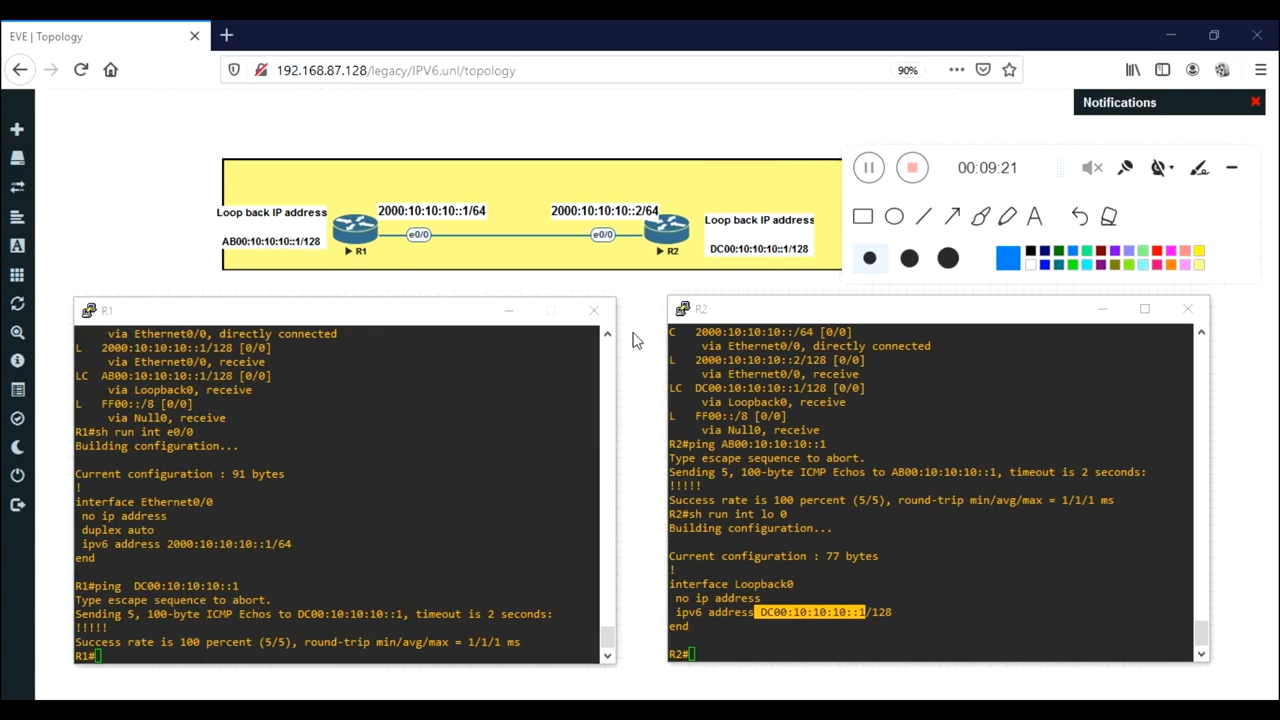 EVE | Topology
192.168.87.128/legacy/IPV6.unl/topology
90%
Notifications
00:09:21
Loop back IP address
AB00:10:10:10::1/128
2000:10:10:10::1/64
e0/0
R1
2000:10:10:10::2/64
e0/0
R2
Loop back IP address
DC00:10:10:10::1/128
R1
via Ethernet0/0, directly connected
L 2000:10:10:10::1/128 [0/0]
via Ethernet0/0, receive
LC AB00:10:10:10::1/128 [0/0]
via Loopback0, receive
L FF00::/8 [0/0]
via Null0, receive
R1#sh run int e0/0
Building configuration...
Current configuration : 91 bytes
!
interface Ethernet0/0
no ip address
duplex auto
ipv6 address 2000:10:10:10::1/64
end
R1#ping  DC00:10:10:10::1
Type escape sequence to abort.
Sending 5, 100-byte ICMP Echos to DC00:10:10:10::1, timeout is 2 seconds:
!!!!!
Success rate is 100 percent (5/5), round-trip min/avg/max = 1/1/1 ms
R1#
R2
C 2000:10:10:10::/64 [0/0]
via Ethernet0/0, directly connected
L 2000:10:10:10::2/128 [0/0]
via Ethernet0/0, receive
LC DC00:10:10:10::1/128 [0/0]
via Loopback0, receive
L FF00::/8 [0/0]
via Null0, receive
R2#ping AB00:10:10:10::1
Type escape sequence to abort.
Sending 5, 100-byte ICMP Echos to AB00:10:10:10::1, timeout is 2 seconds:
!!!!!
Success rate is 100 percent (5/5), round-trip min/avg/max = 1/1/1 ms
R2#sh run int lo 0
Building configuration...
Current configuration : 77 bytes
!
interface Loopback0
no ip address
ipv6 address DC00:10:10:10::1/128
end
R2#